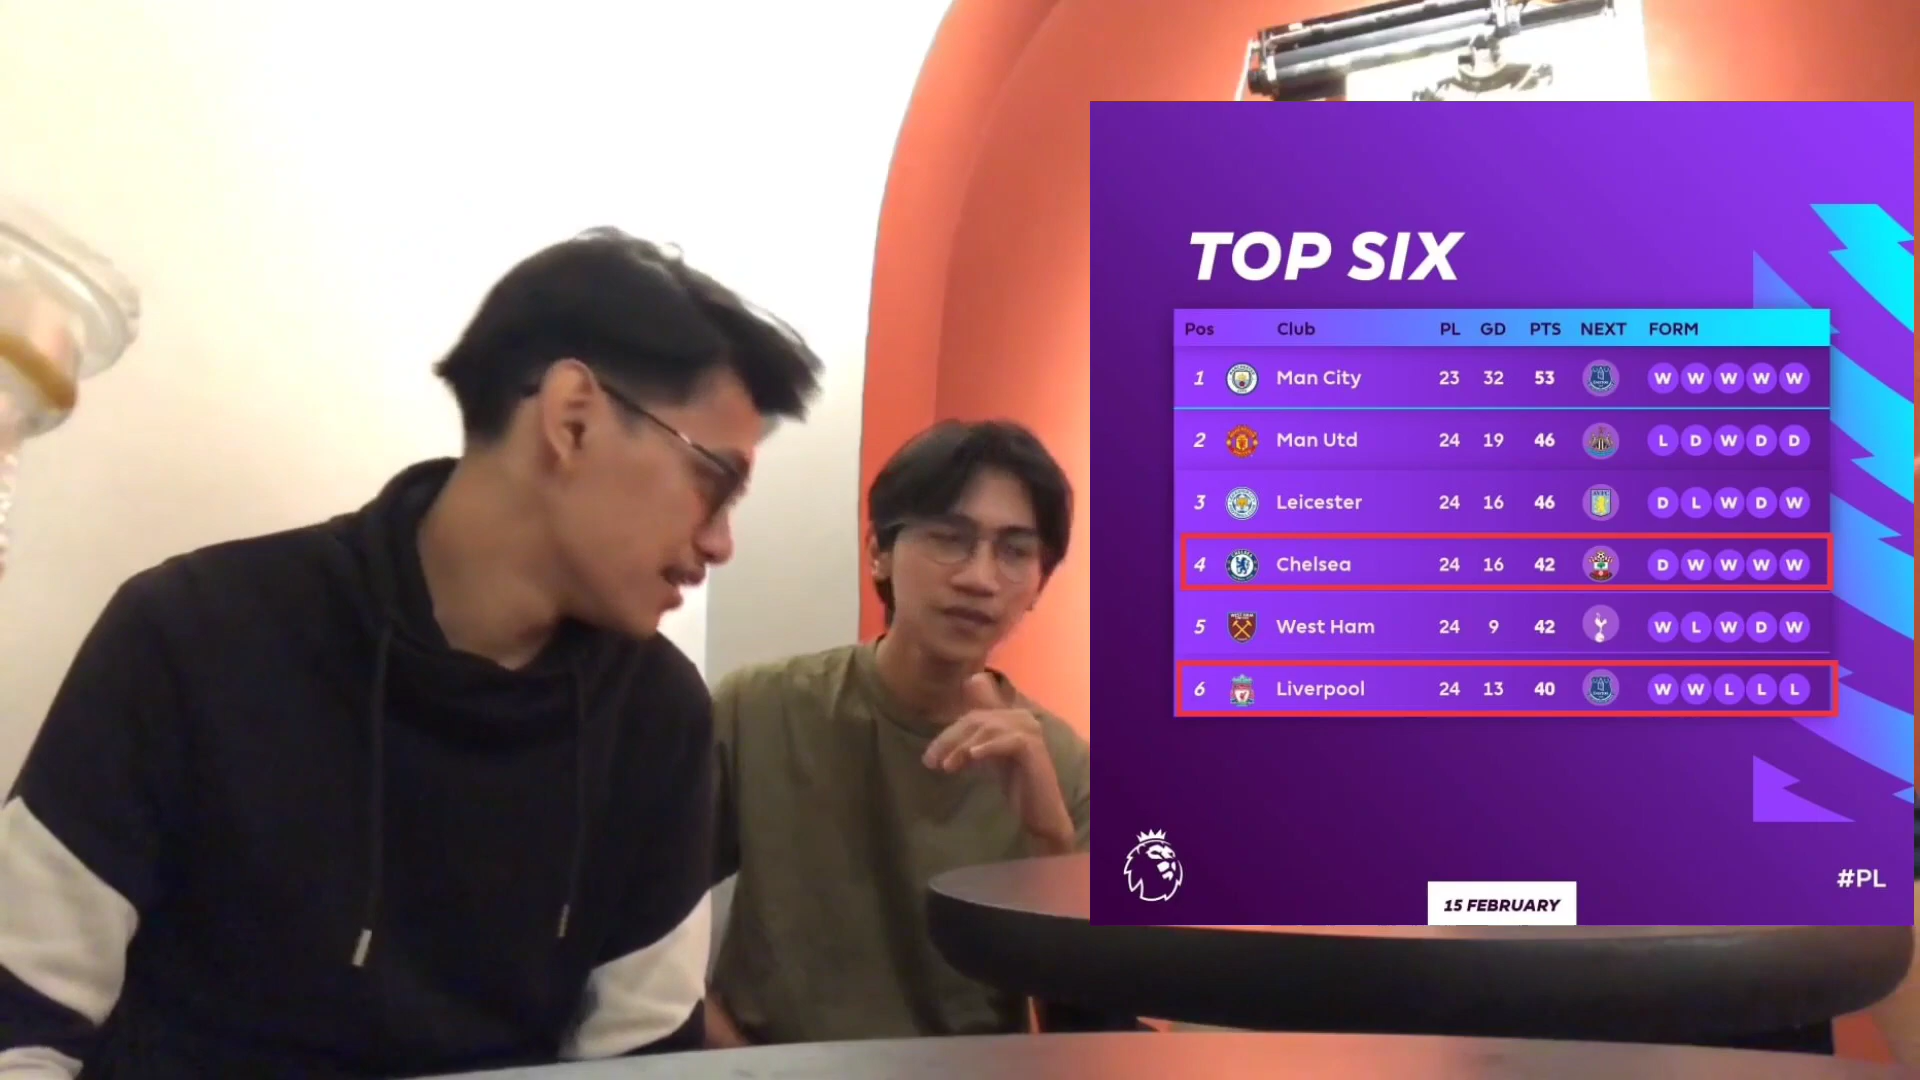 TOP SIX
Pos Club PL GD PTS NEXT FORM
1 Man City 23 32 53 W W W W W
2 Man Utd 24 19 46 L D W D D
3 Leicester 24 16 46 D L W D W
4 Chelsea 24 16 42 D W W W W
5 West Ham 24 9 42 W L W D W
6 Liverpool 24 13 40 W W L L L
#PL
15 FEBRUARY